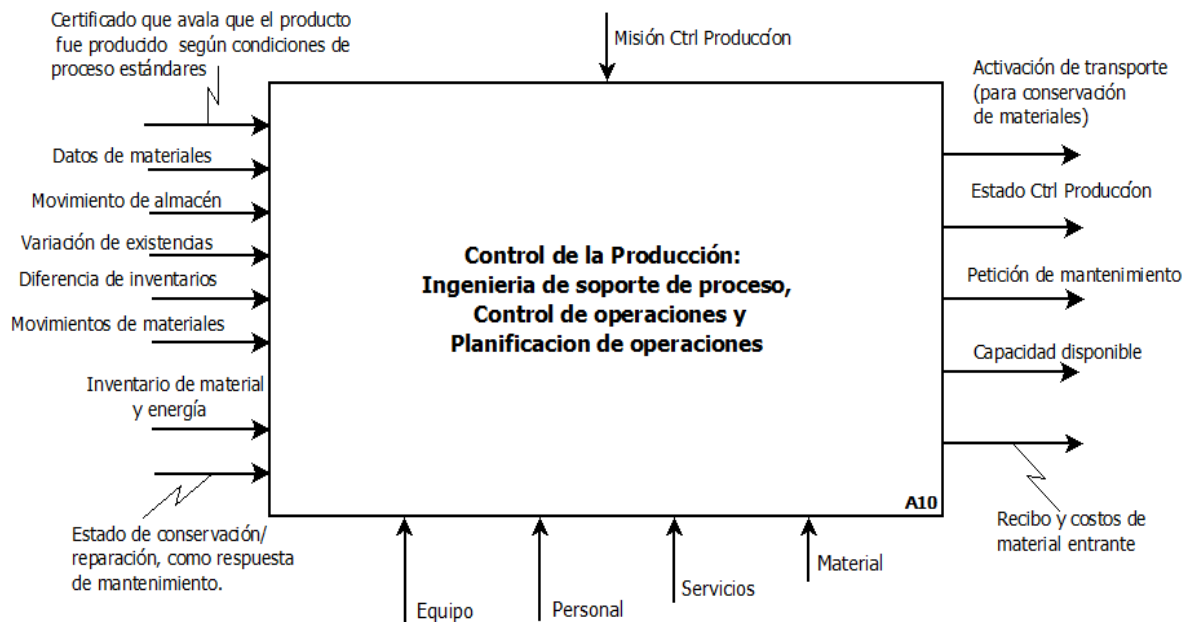 Certificado que avala que el producto
fue producido según condiciones de
proceso estándares
Datos de materiales
Movimiento de almacén
Variación de existencias
Diferencia de inventarios
Movimientos de materiales
Inventario de material
y energía
Estado de conservación/
reparación, como respuesta
de mantenimiento.
Misión Ctrl Produccíon
Control de la Producción:
Ingenieria de soporte de proceso,
Control de operaciones y
Planificacion de operaciones
A10
Activación de transporte
(para conservación
de materiales)
Estado Ctrl Produccíon
Petición de mantenimiento
Capacidad disponible
Recibo y costos de
material entrante
Equipo
Personal
Servicios
Material